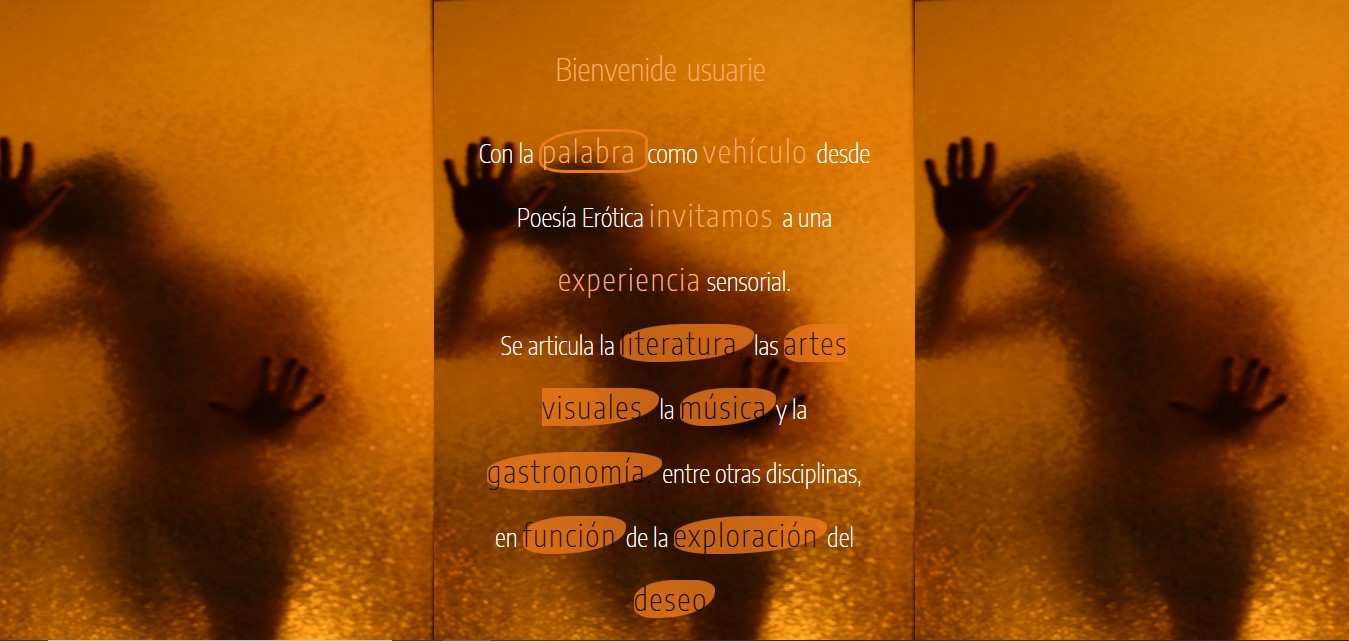 Bienvenide usuarie
Con la palabra como vehículo desde
Poesía Erótica invitamos a una
experiencia sensorial.
Se articula la literatura, las artes
visuales, la música y la
gastronomía, entre otras disciplinas,
en función de la exploración del
deseo.